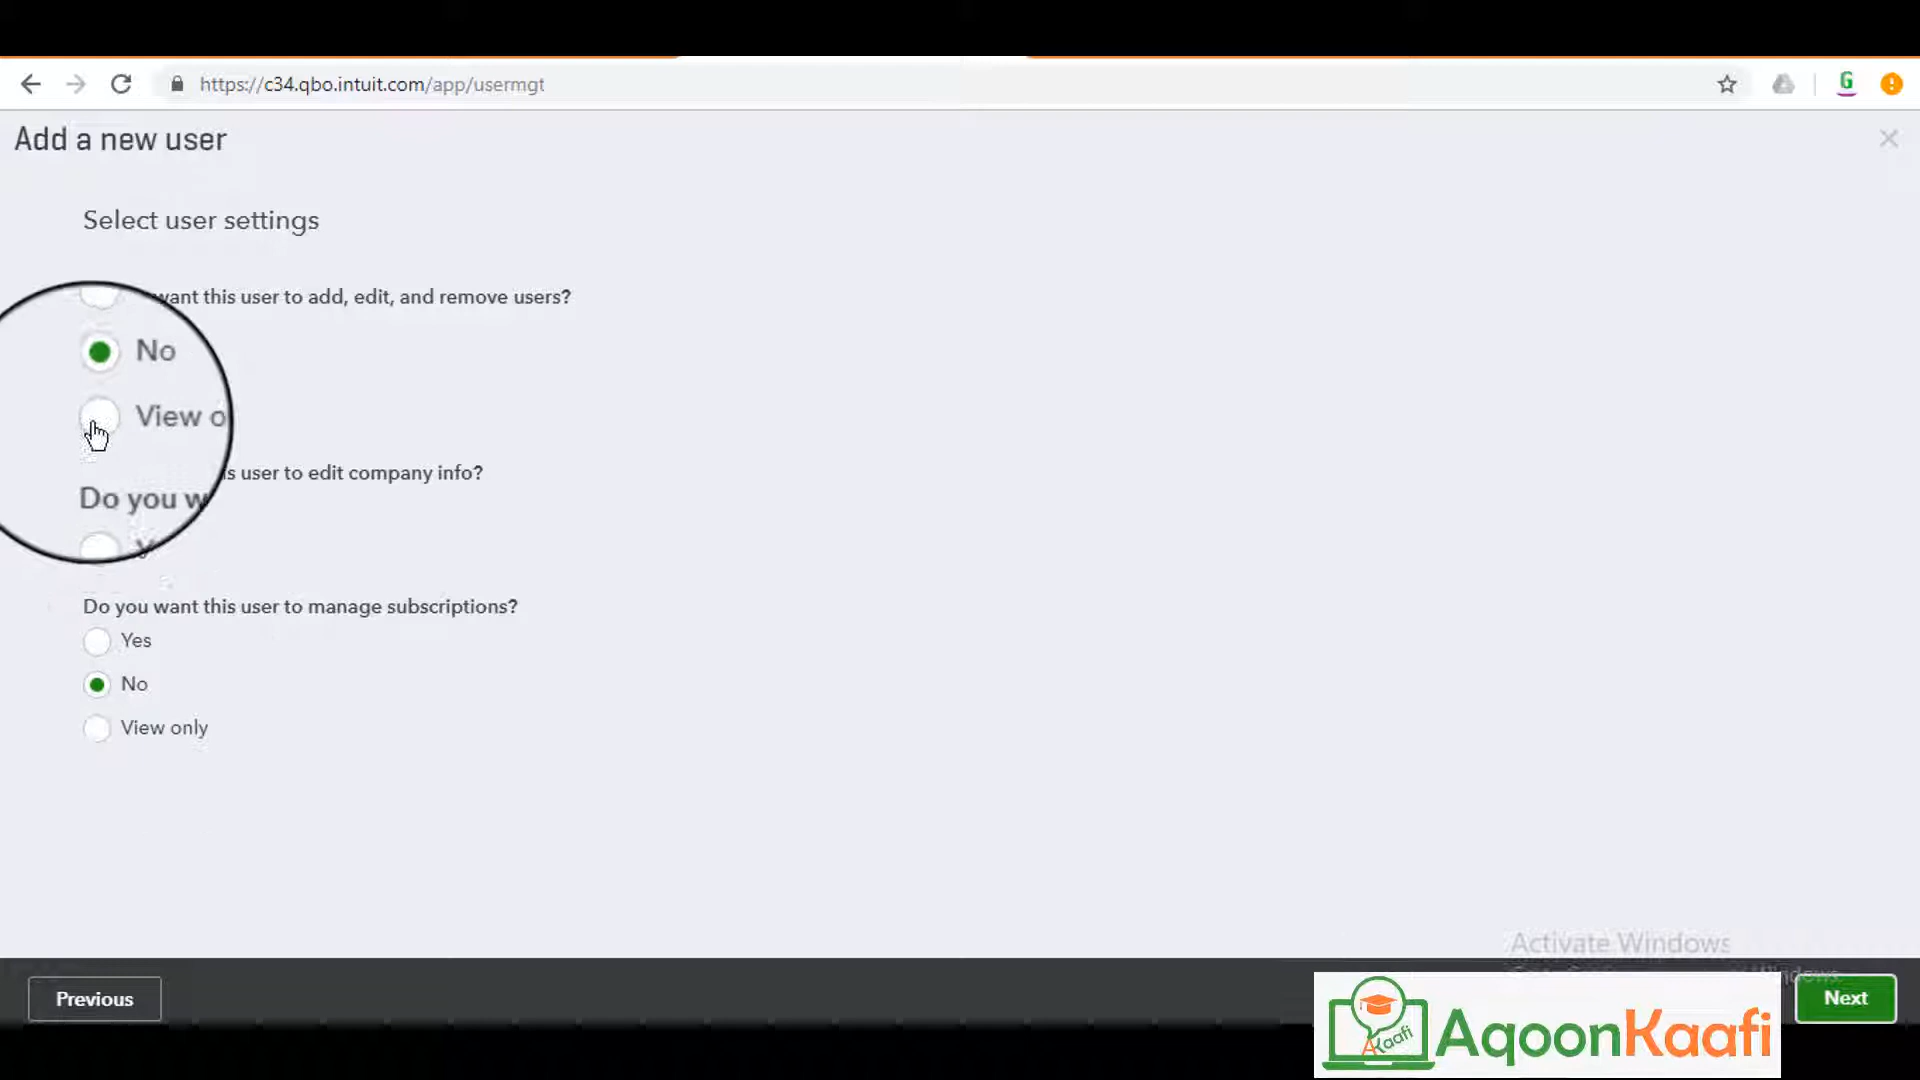 https://c34.qbo.intuit.com/app/usermgt
G
Add a new user
Select user settings
want this user to add, edit, and remove users?
No
View o
s user to edit company info?
Do you w
Do you want this user to manage subscriptions?
Yes
No
View only
Activate Windows
Previous
Next
Kaafi
AqoonKaafi